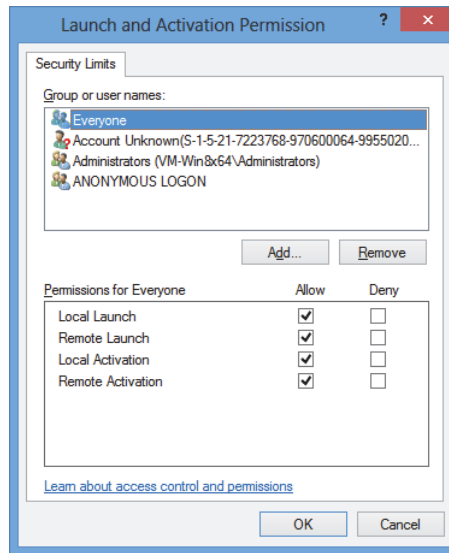 Launch and Activation Permission
?
Security Limits
Group or user names:
Everyone
Account Unknown(S-1-5-21-7223768-970600064-9955020...
Administrators (VM-Win8x64\Administrators)
ANONYMOUS LOGON
Add... Remove
Permissions for Everyone Allow Deny
Local Launch
Remote Launch
Local Activation
Remote Activation
Learn about access control and permissions
OK Cancel